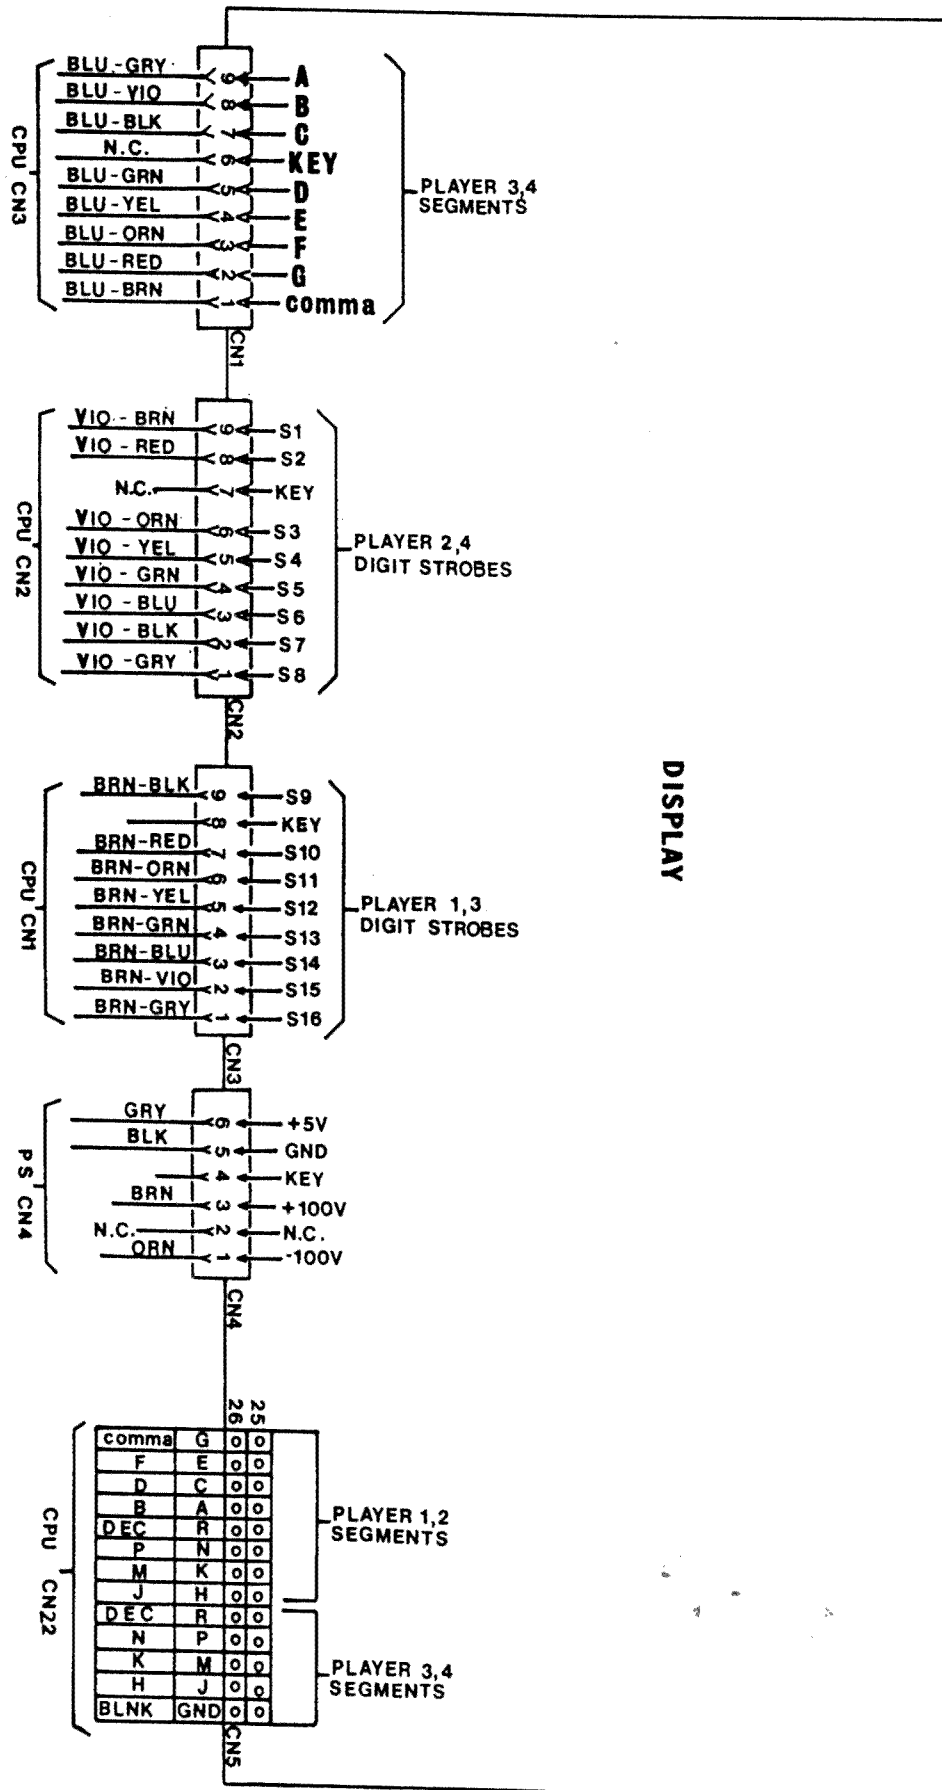 CPU CN3
BLU-GRY 9 A
BLU-VIO 8 B
BLU-BLK 7 C
N.C. 6 KEY
BLU-GRN 5 D
BLU-YEL 4 E
BLU-ORN 3 F
BLU-RED 2 G
BLU-BRN 1 comma
PLAYER 3,4
SEGMENTS
CN1
CPU CN2
VIO-BRN 9 S1
VIO-RED 8 S2
N.C. 7 KEY
VIO-ORN 6 S3
VIO-YEL 5 S4
VIO-GRN 4 S5
VIO-BLU 3 S6
VIO-BLK 2 S7
VIO-GRY 1 S8
PLAYER 2,4
DIGIT STROBES
CN2
DISPLAY
CPU CN1
BRN-BLK 9 S9
8 KEY
BRN-RED 7 S10
BRN-ORN 6 S11
BRN-YEL 5 S12
BRN-GRN 4 S13
BRN-BLU 3 S14
BRN-VIO 2 S15
BRN-GRY 1 S16
PLAYER 1,3
DIGIT STROBES
CN3
PS CN4
GRY 6 +5V
BLK 5 GND
4 KEY
BRN 3 +100V
N.C. 2 N.C.
ORN 1 -100V
CN4
CPU CN22
26 25
comma G
F E
D C
B A
DEC R
P N
M K
J H
DEC R
N P
K M
H J
BLNK GND
PLAYER 1,2
SEGMENTS
PLAYER 3,4
SEGMENTS
CN5